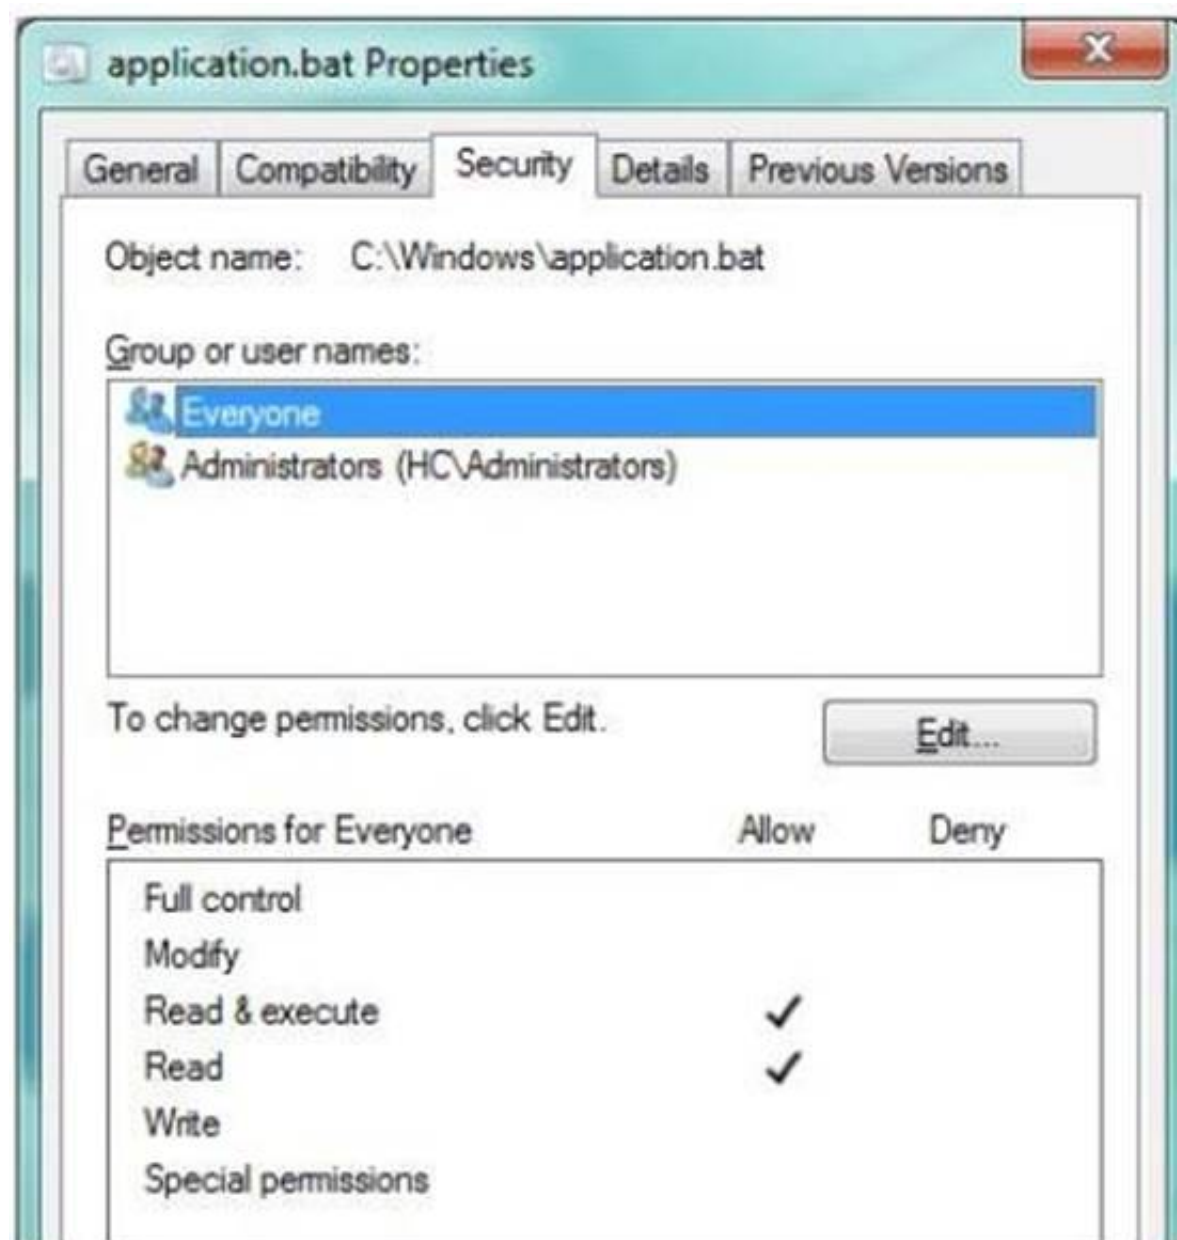 application.bat Properties
General Compatibility Security Details Previous Versions
Object name: C:\Windows\application.bat
Group or user names:
Everyone
Administrators (HC\Administrators)
To change permissions, click Edit.
Edit...
Permissions for Everyone Allow Deny
Full control
Modify
Read & execute
Read
Write
Special permissions